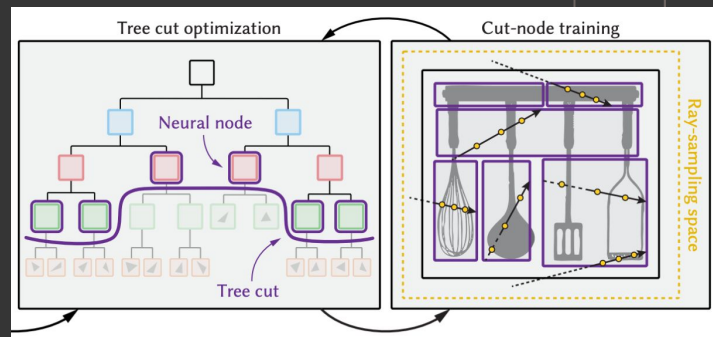 Tree cut optimization
Cut-node training
Neural node
Tree cut
Ray-sampling space